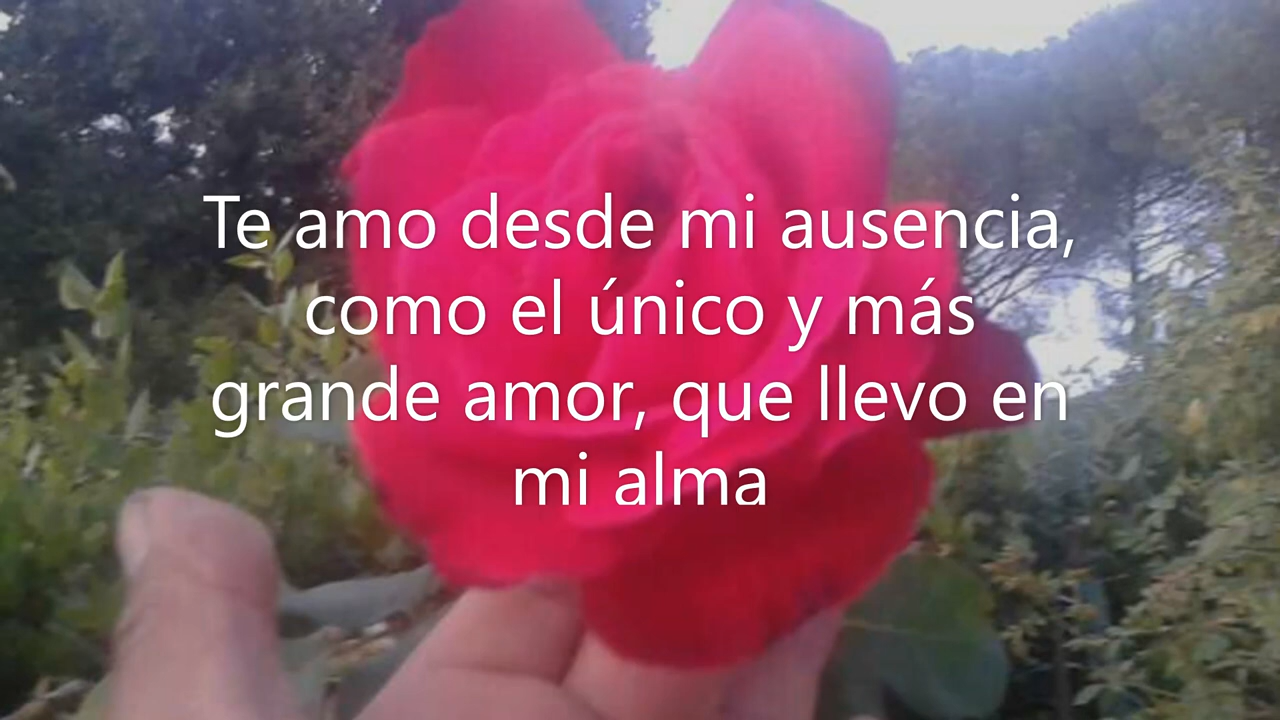 Te amo desde mi ausencia,
como el único y más
grande amor, que llevo en
mi alma